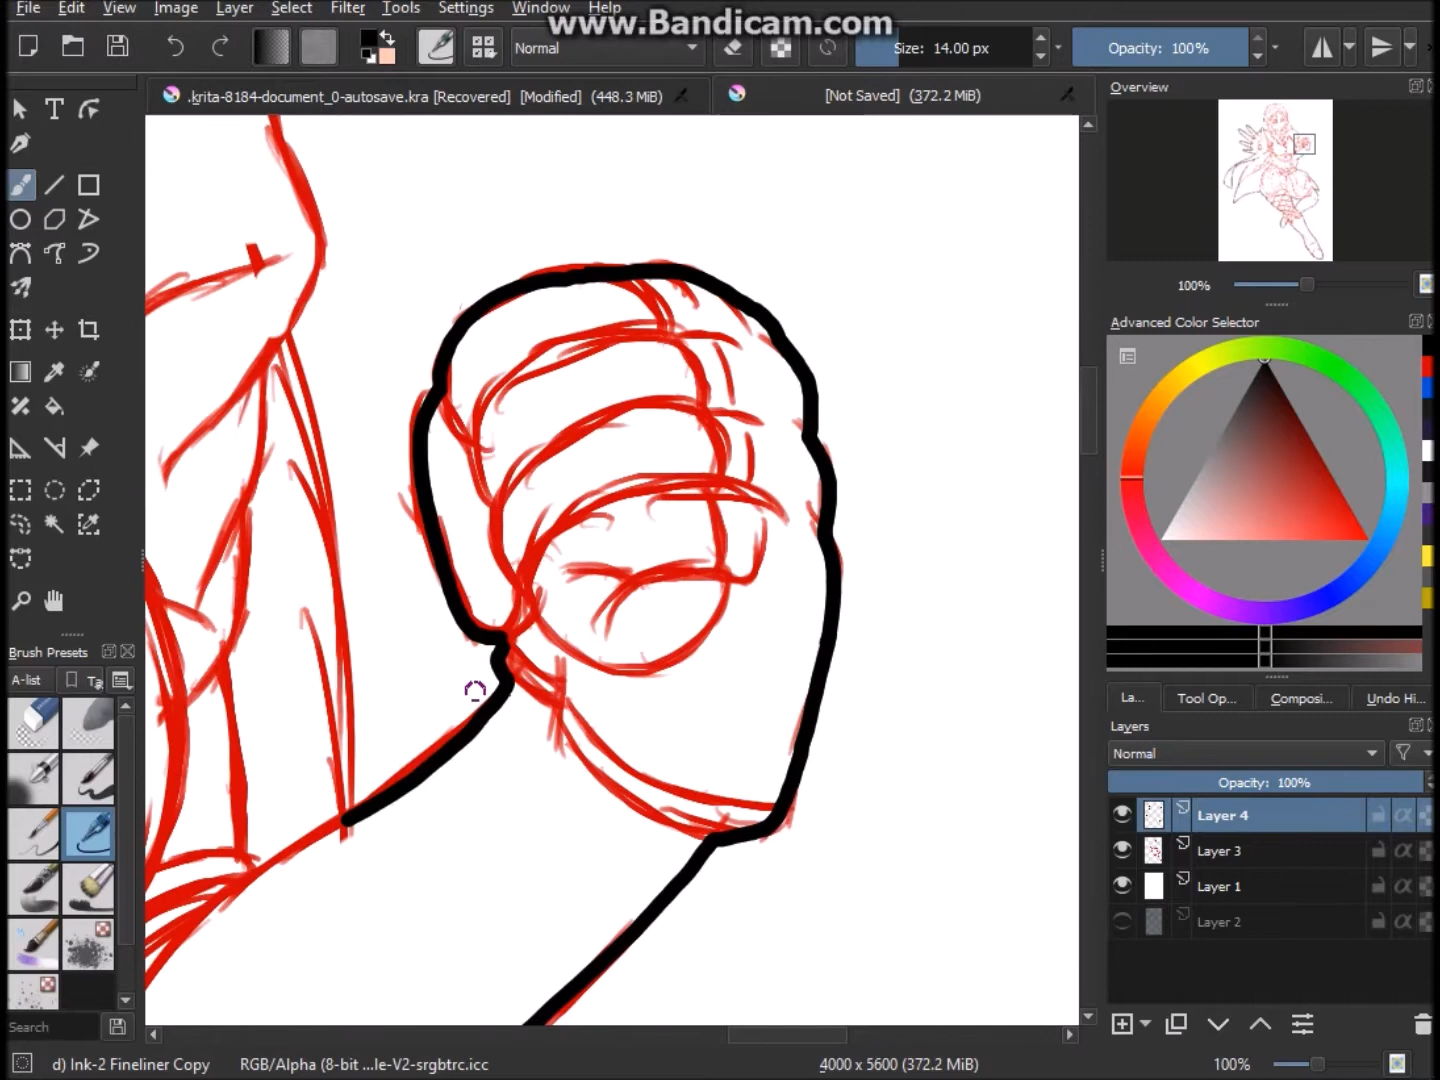 File Edit View Image Layer Select Filter Tools Settings Window Help
www.Bandicam.com
Normal
Size: 14.00 px
Opacity: 100%
.krita-8184-document_0-autosave.kra [Recovered] [Modified] (448.3 MiB)
[Not Saved] (372.2 MiB)
Overview
100%
Advanced Color Selector
Brush Presets
A-list
Ta
La... Tool Op... Composi... Undo Hi...
Layers
Normal
Opacity: 100%
Layer 4
Layer 3
Layer 1
Layer 2
Search
d) Ink-2 Fineliner Copy
RGB/Alpha (8-bit ...le-V2-srgbtrc.icc
4000 x 5600 (372.2 MiB)
100%